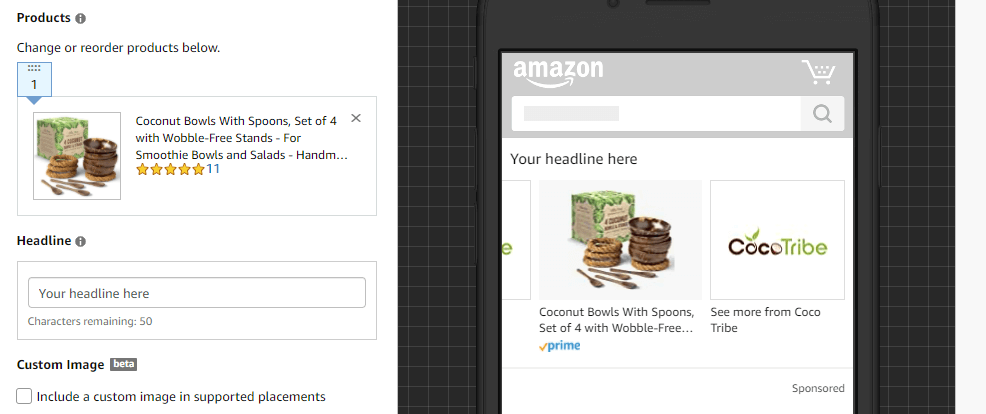 Products
Change or reorder products below.
1
Coconut Bowls With Spoons, Set of 4
with Wobble-Free Stands - For
Smoothie Bowls and Salads - Handm...
11
Headline
Your headline here
Characters remaining: 50
Custom Image beta
Include a custom image in supported placements
amazon
Your headline here
e
CocoTribe
Coconut Bowls With Spoons,
Set of 4 with Wobble-Free...
prime
See more from Coco
Tribe
Sponsored